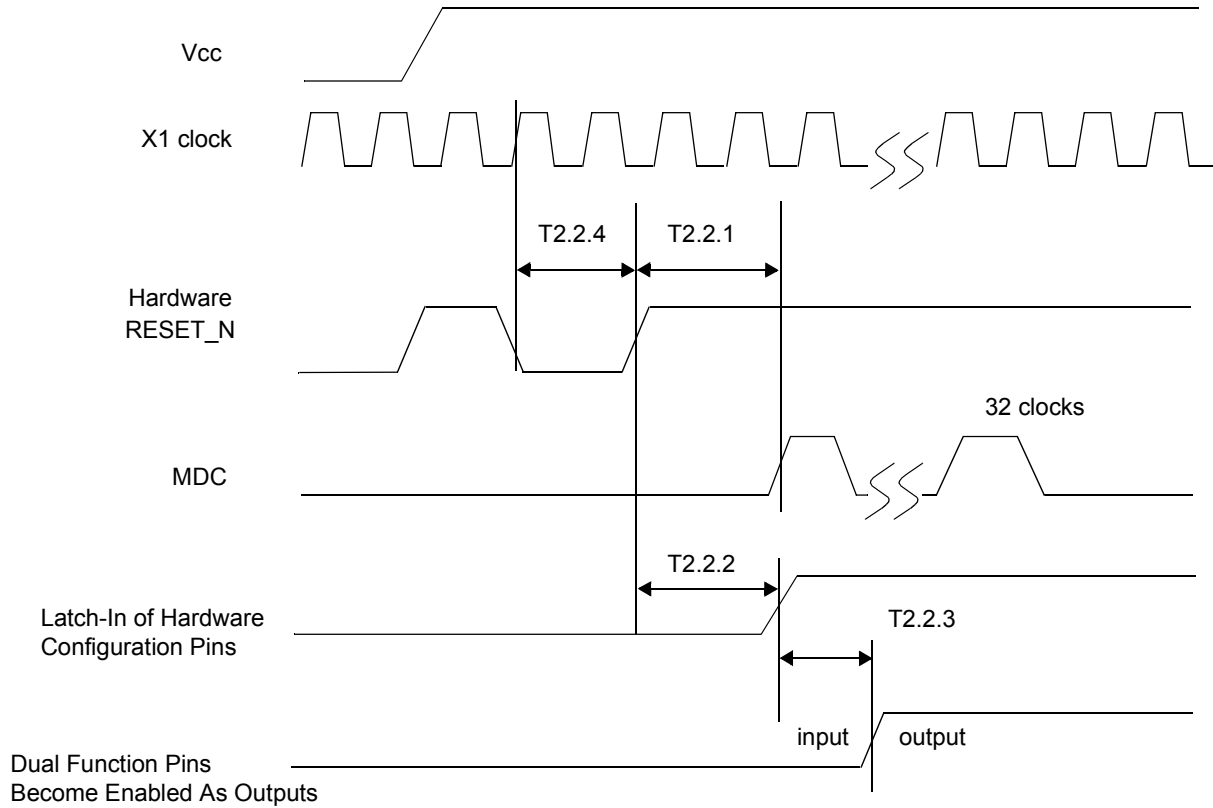 Vcc
X1 clock
T2.2.4
T2.2.1
Hardware
RESET_N
32 clocks
MDC
T2.2.2
Latch-In of Hardware
Configuration Pins
T2.2.3
input
output
Dual Function Pins
Become Enabled As Outputs